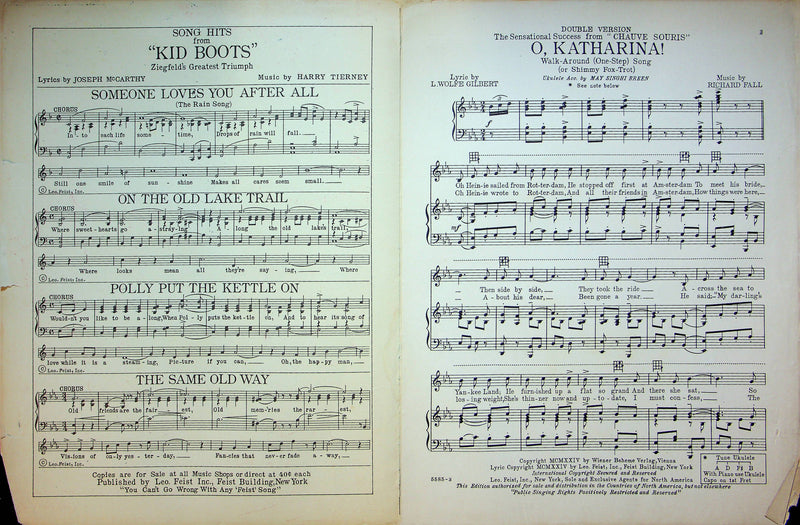 SONG HITS
from
"KID BOOTS"
Ziegfeld's Greatest Triumph
Lyrics by JOSEPH McCARTHY Music by HARRY TIERNEY
SOMEONE LOVES YOU AFTER ALL
(The Rain Song)
CHORUS
In - to each life some - time, Drops of rain will fall.
Still one smile of sun - shine Makes all cares seem small.
© Leo. Feist, Inc.
ON THE OLD LAKE TRAIL
CHORUS
Where sweet-hearts go a - stray-ing A - long the old lake trail,
Where looks mean all they're say - ing, Where
© Leo. Feist, Inc.
POLLY PUT THE KETTLE ON
CHORUS
Would-n't you like to be a - long, When Pol - ly puts the ket-tle on, And to hear its song of
love while it is a steam-ing, Pic-ture if you can, Oh, the hap-py man,
© Leo. Feist, Inc.
THE SAME OLD WAY
CHORUS
Old friends are the fair - est, Old mem-'ries the rar - est,
Vis-ions of on-ly yes - ter - day; Fan-cies that nev-er fade a - way,
© Leo. Feist, Inc.
Copies are for Sale at all Music Shops or direct at 40¢ each
Published by Leo. Feist Inc., Feist Building, New York
"You Can't Go Wrong With Any 'Feist' Song"
3
DOUBLE VERSION
The Sensational Success from "CHAUVE SOURIS"
O, KATHARINA!
Walk-Around (One-Step) Song
(or Shimmy Fox-Trot)
Lyric by
L. WOLFE GILBERT
Ukulele Arr. by MAY SINGHI BREEN
* See note below
Music by
RICHARD FALL
f
Oh Hein-ie sailed from Rot-ter-dam, He stopped off first at Am-ster-dam To meet his bride,
Oh Hein-ie wrote to Rot-ter-dam, And all their friends in Am-ster-dam, How things were here,
mf
Then side by side, They took the ride A - cross the sea to
A - bout his dear, Been gone a year. He said; "My dar-ling's
Yan-kee Land; He furn-ished up a flat so grand And there she sat, So
los-ing weight, She's thin-ner now and up - to - date, I must con-fess, The
Copyright MCMXXIV by Wiener Boheme Verlag, Vienna
Lyric Copyright MCMXXIV by Leo. Feist, Inc., Feist Building, New York
International Copyright Secured and Reserved
5585-2 Leo. Feist, Inc., New York, Sole and Exclusive Agents for North America
This Edition authorized for sale and distribution in the Countries of North America, but not elsewhere
"Public Singing Rights Positively Restricted and Reserved"
* Tune Ukulele
A D F♯ B
With Piano use Ukulele
Capo on 1st Fret